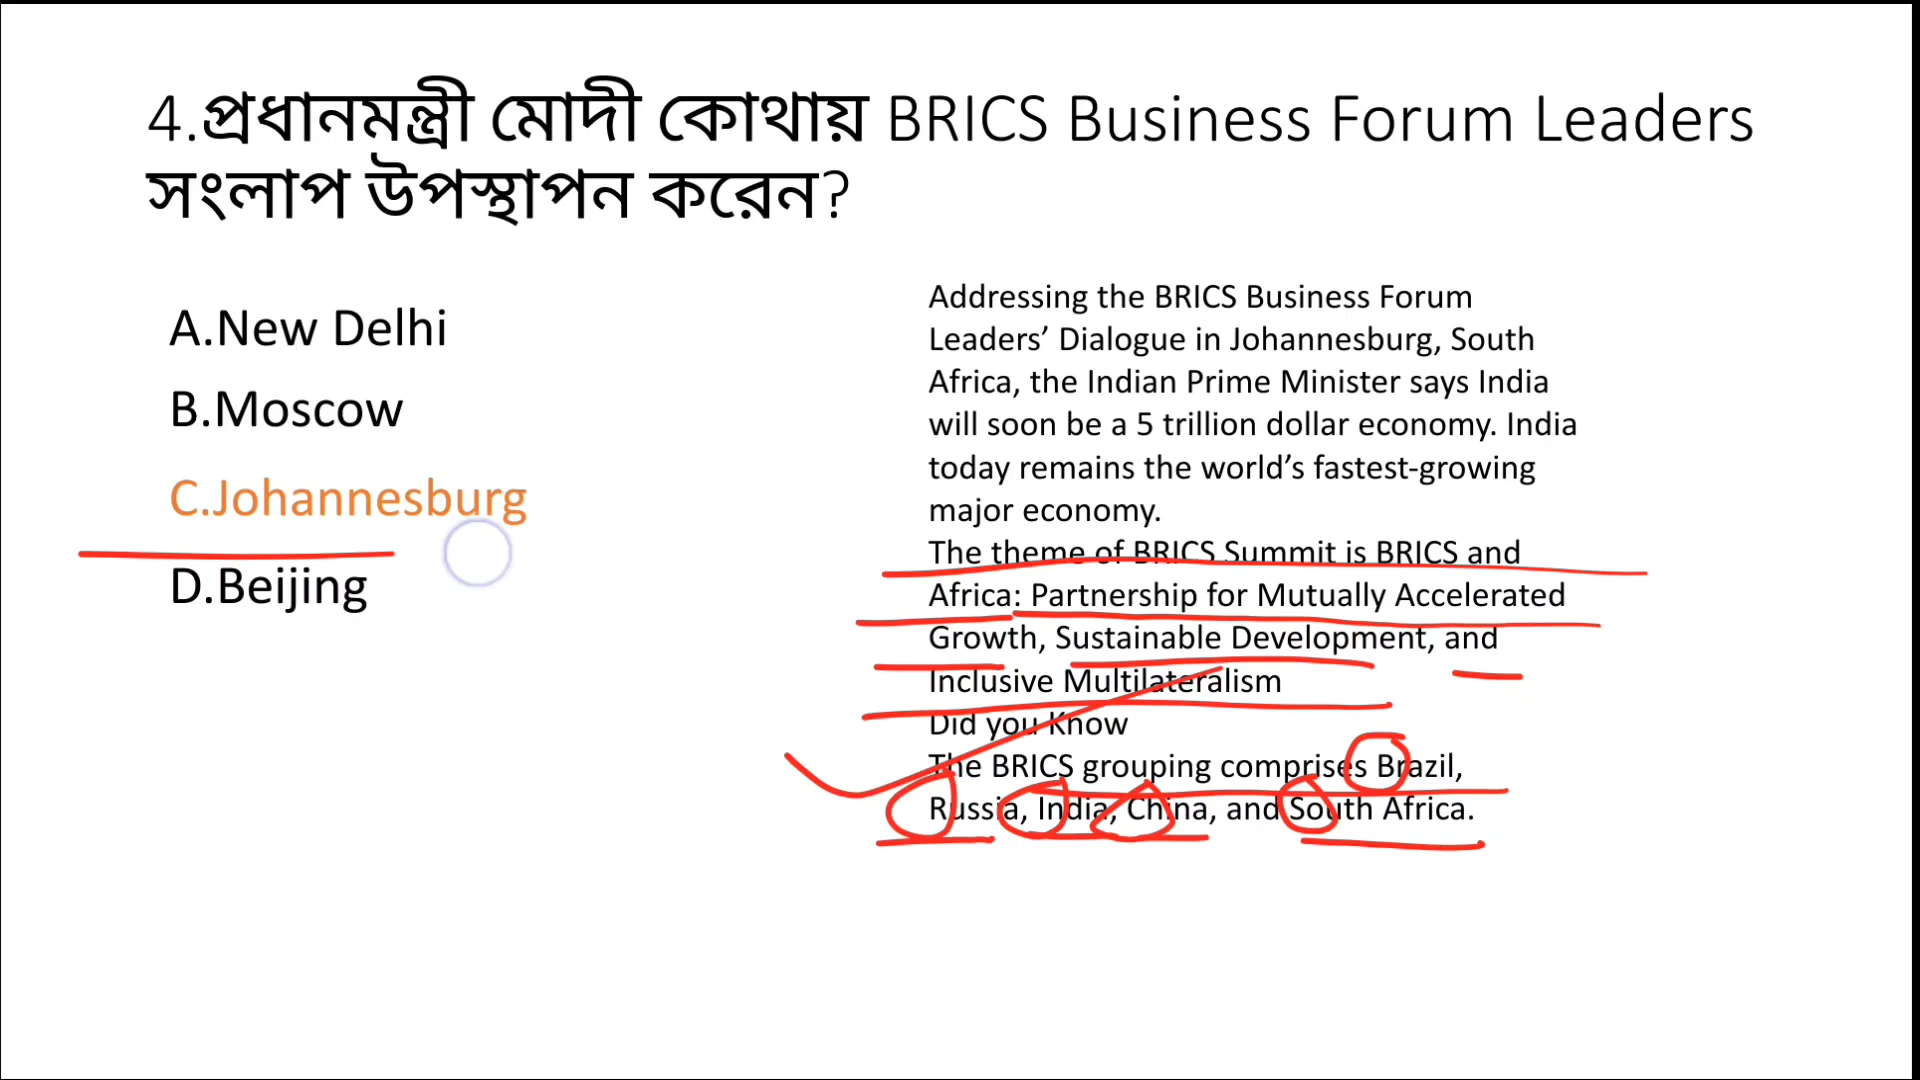 4.প্রধানমন্ত্রী মোদী কোথায় BRICS Business Forum Leaders
সংলাপ উপস্থাপন করেন?
A.New Delhi
B.Moscow
C.Johannesburg
D.Beijing
Addressing the BRICS Business Forum
Leaders’ Dialogue in Johannesburg, South
Africa, the Indian Prime Minister says India
will soon be a 5 trillion dollar economy. India
today remains the world’s fastest-growing
major economy.
The theme of BRICS Summit is BRICS and
Africa: Partnership for Mutually Accelerated
Growth, Sustainable Development, and
Inclusive Multilateralism
Did you Know
The BRICS grouping comprises Brazil,
Russia, India, China, and South Africa.